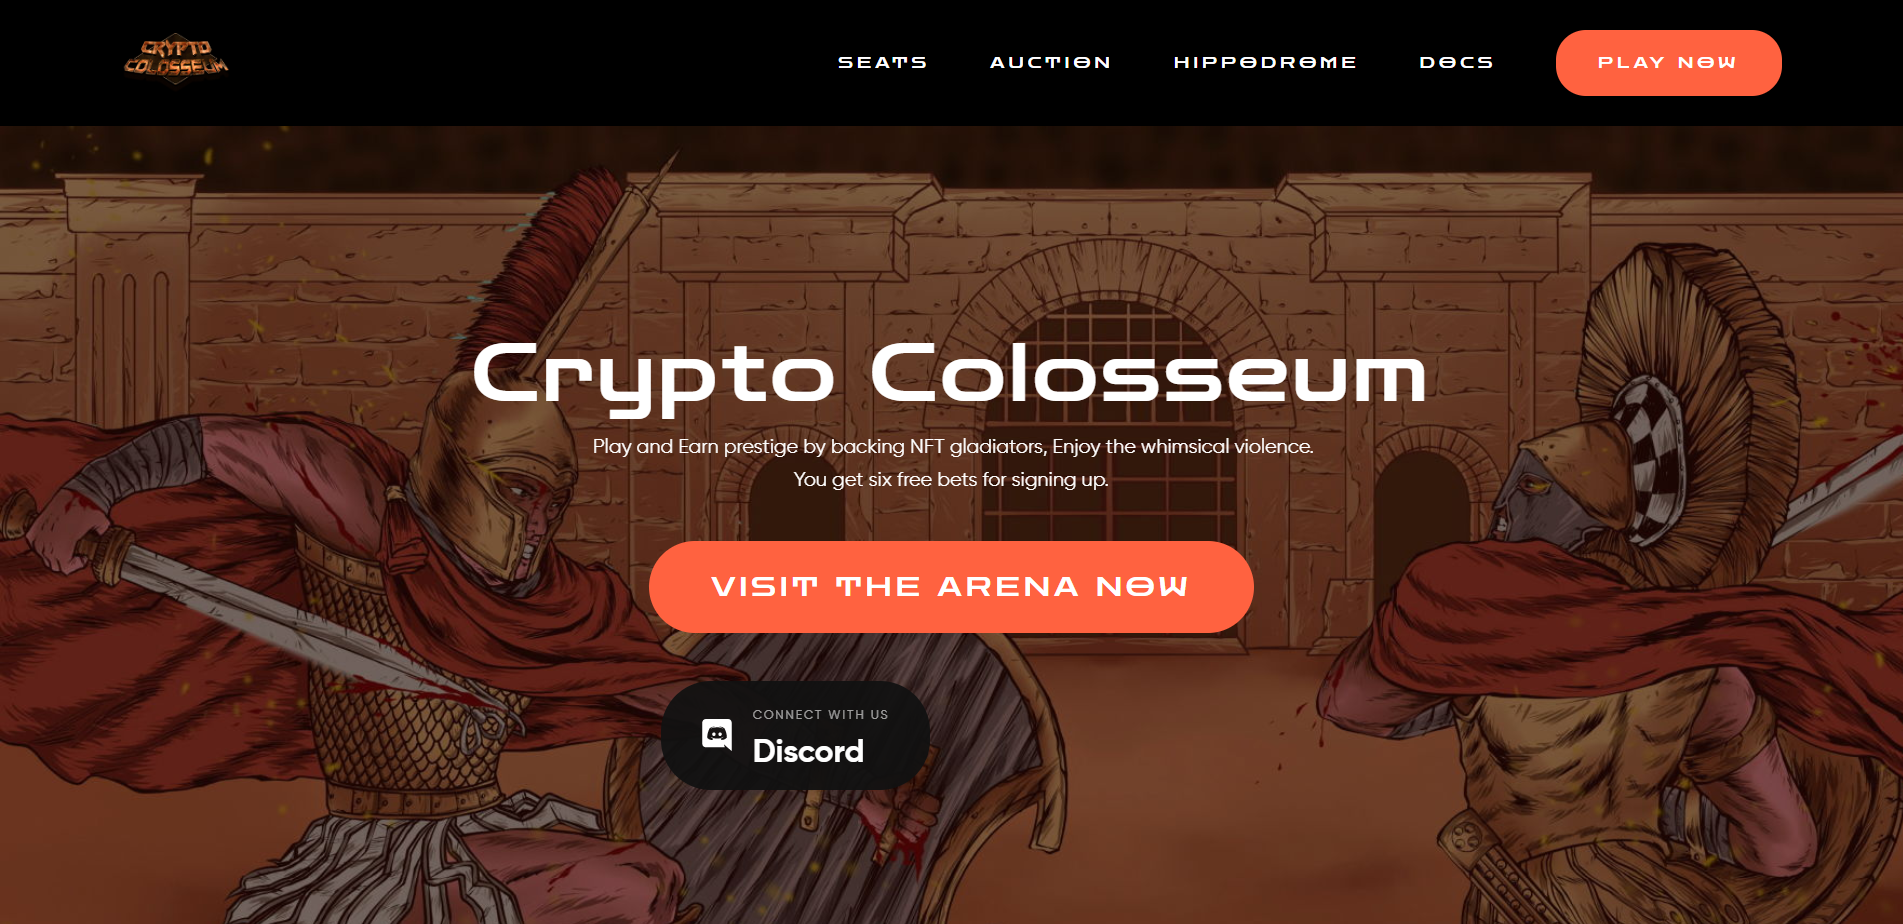 CRYPTO
COLOSSEUM
SEATS
AUCTION
HIPPODROME
DOCS
PLAY NOW
Crypto Colosseum
Play and Earn prestige by backing NFT gladiators, Enjoy the whimsical violence.
You get six free bets for signing up.
VISIT THE ARENA NOW
CONNECT WITH US
Discord